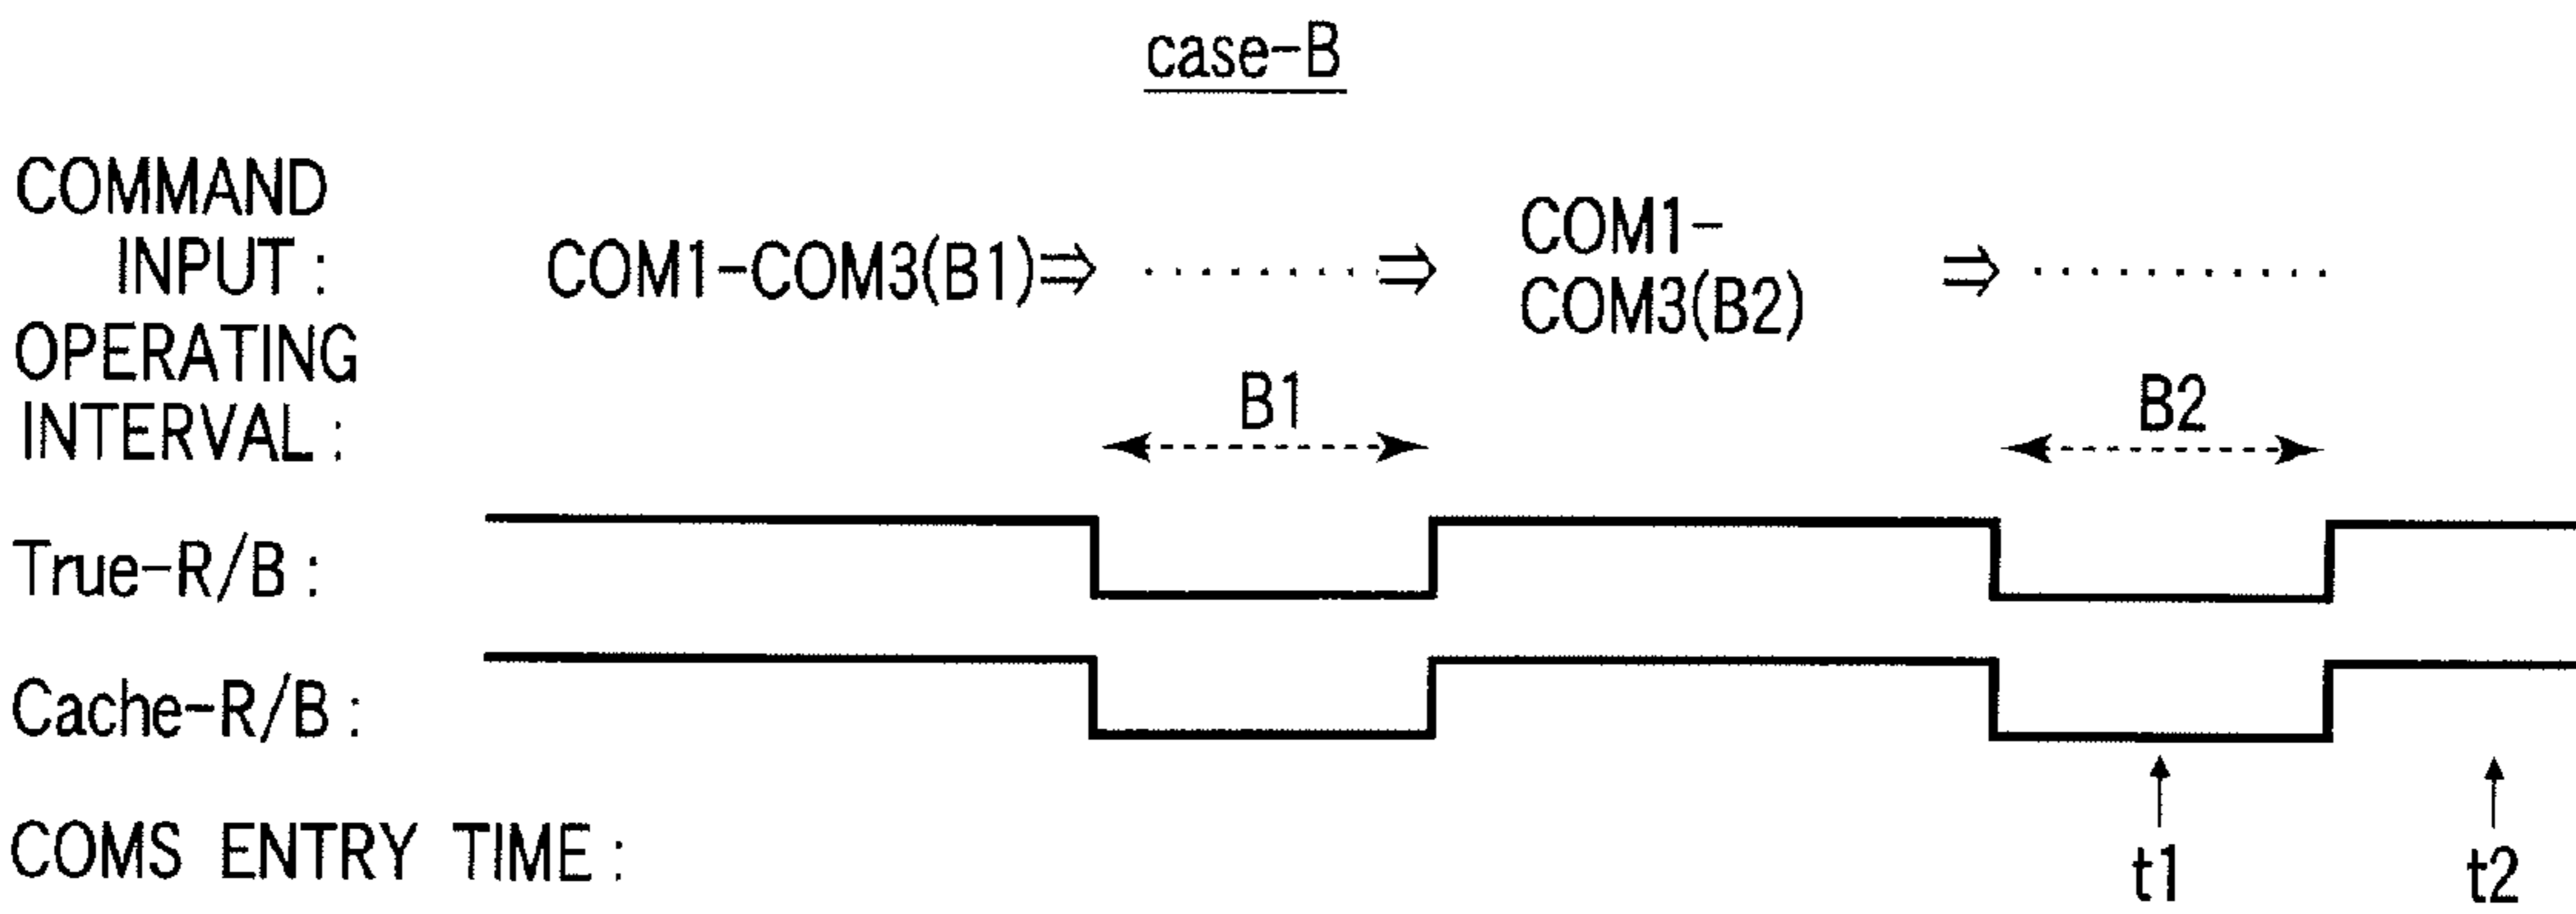 case-B
COMMAND
INPUT :
COM1-COM3(B1)⇒ ········⇒ COM1-
COM3(B2) ⇒ ···········
OPERATING
INTERVAL :
B1
B2
True-R/B :
Cache-R/B :
COMS ENTRY TIME :
t1
t2